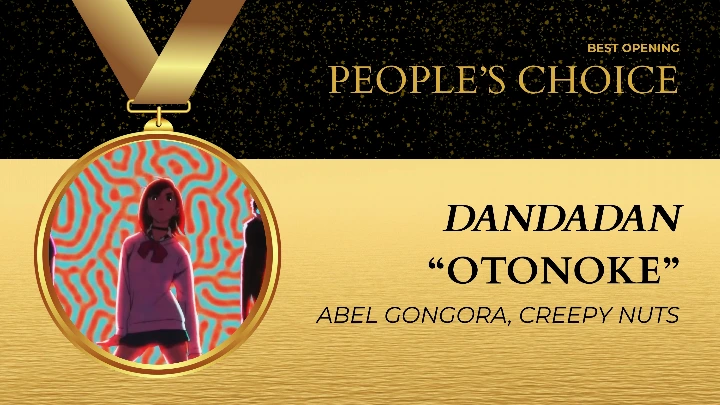 BEST OPENING
PEOPLE’S CHOICE
DANDADAN
“OTONOKE”
ABEL GONGORA, CREEPY NUTS